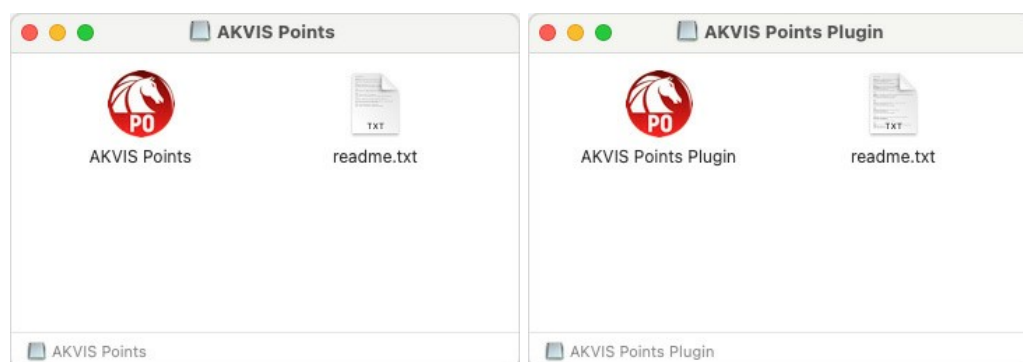 AKVIS Points
PO
TXT
AKVIS Points
readme.txt
AKVIS Points
AKVIS Points Plugin
PO
TXT
AKVIS Points Plugin
readme.txt
AKVIS Points Plugin